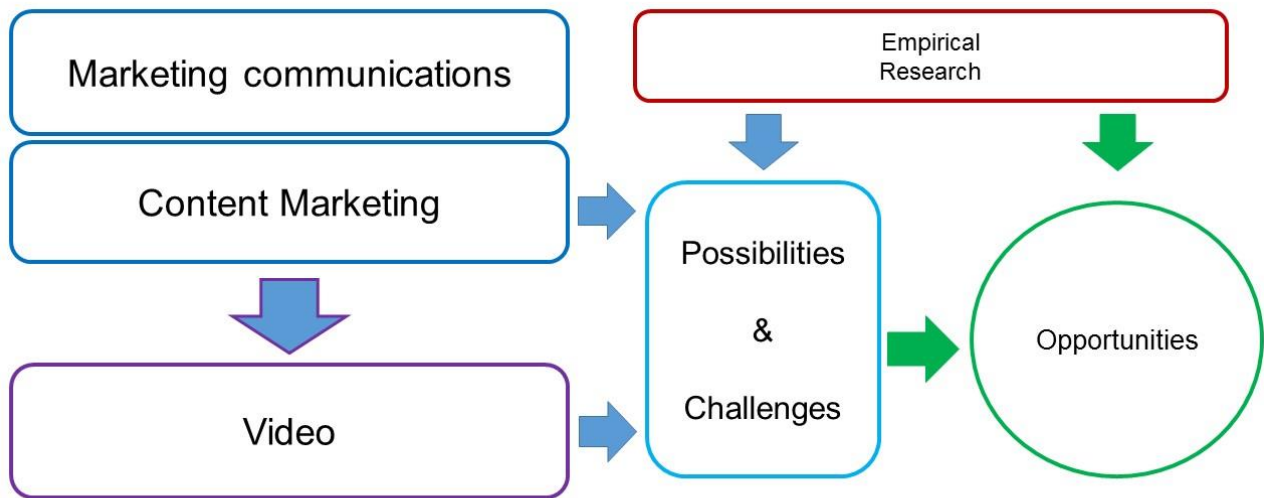 Marketing communications
Content Marketing
Video
Empirical
Research
Possibilities
&
Challenges
Opportunities